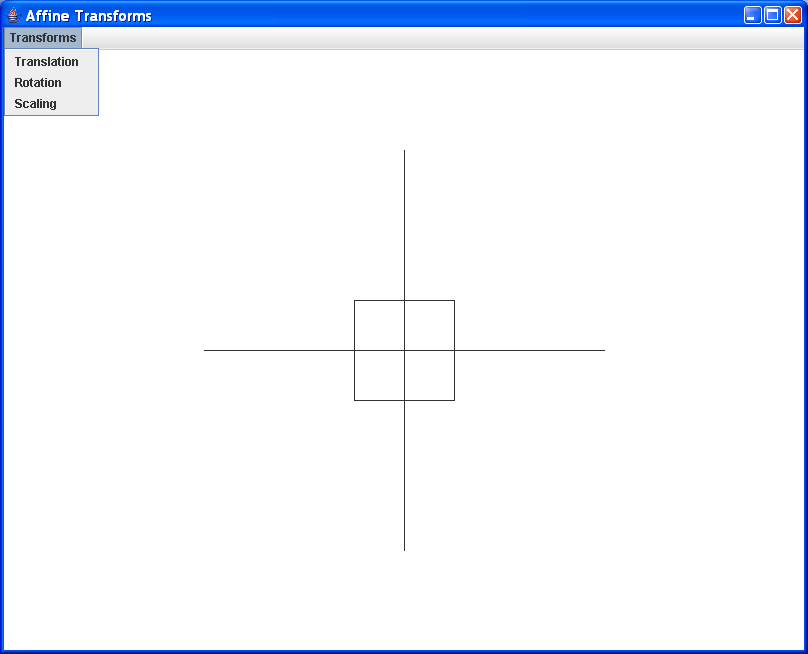 Affine Transforms
Transforms
Translation
Rotation
Scaling